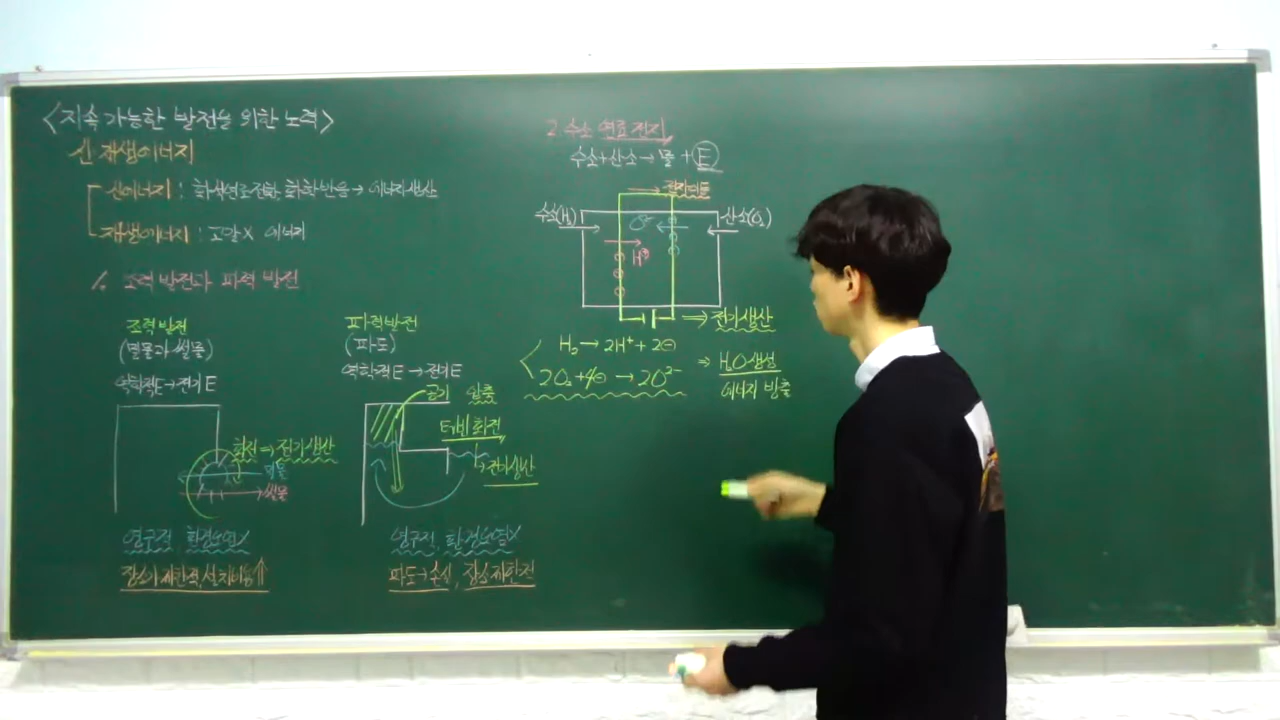 <지속 가능한 발전을 위한 노력>
신 재생에너지
신에너지 : 화석연료전환, 화학반응 → 에너지생산
재생에너지 : 고갈X 에너지
1. 조력 발전과 파력 발전
조력발전
(밀물과 썰물)
역학적E → 전기E
회전 ⇒ 전기생산
밀물
썰물
영구적, 환경오염X
장소가 제한적, 설치비용↑
파력발전
(파도)
역학적E → 전기E
공기 압축
터빈 회전
↳ 전기생산
영구적, 환경오염X
파도→손상, 장소제한적
2. 수소 연료 전지
수소+산소 → 물 + E
→ 전자이동
수소(H₂)
산소(O₂)
O²⁻
H⊕
⇒ 전기생산
H₂ → 2H⁺ + 2⊖
2O₂+4⊖ → 2O²⁻
⇒ H₂O생성
에너지 방출